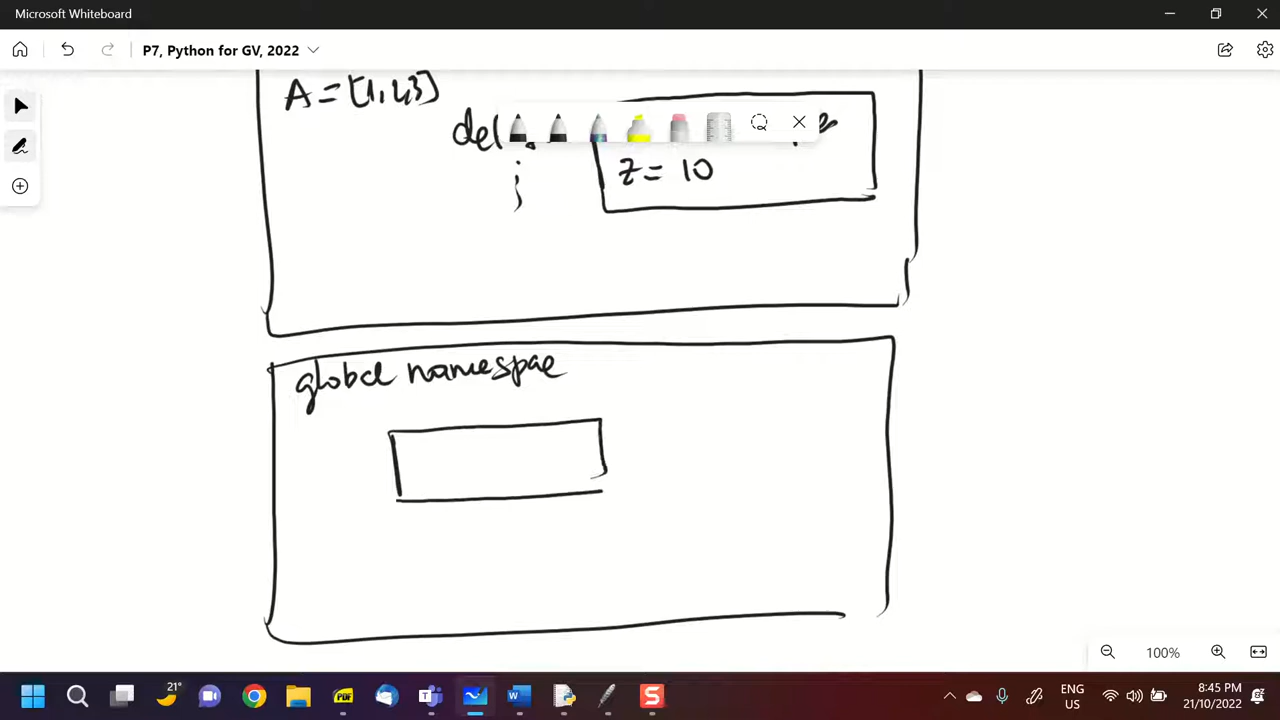 Microsoft Whiteboard
P7, Python for GV, 2022
A = [1,2,3]
z = 10
global namespae
100%
21°
ENG
US
8:45 PM
21/10/2022